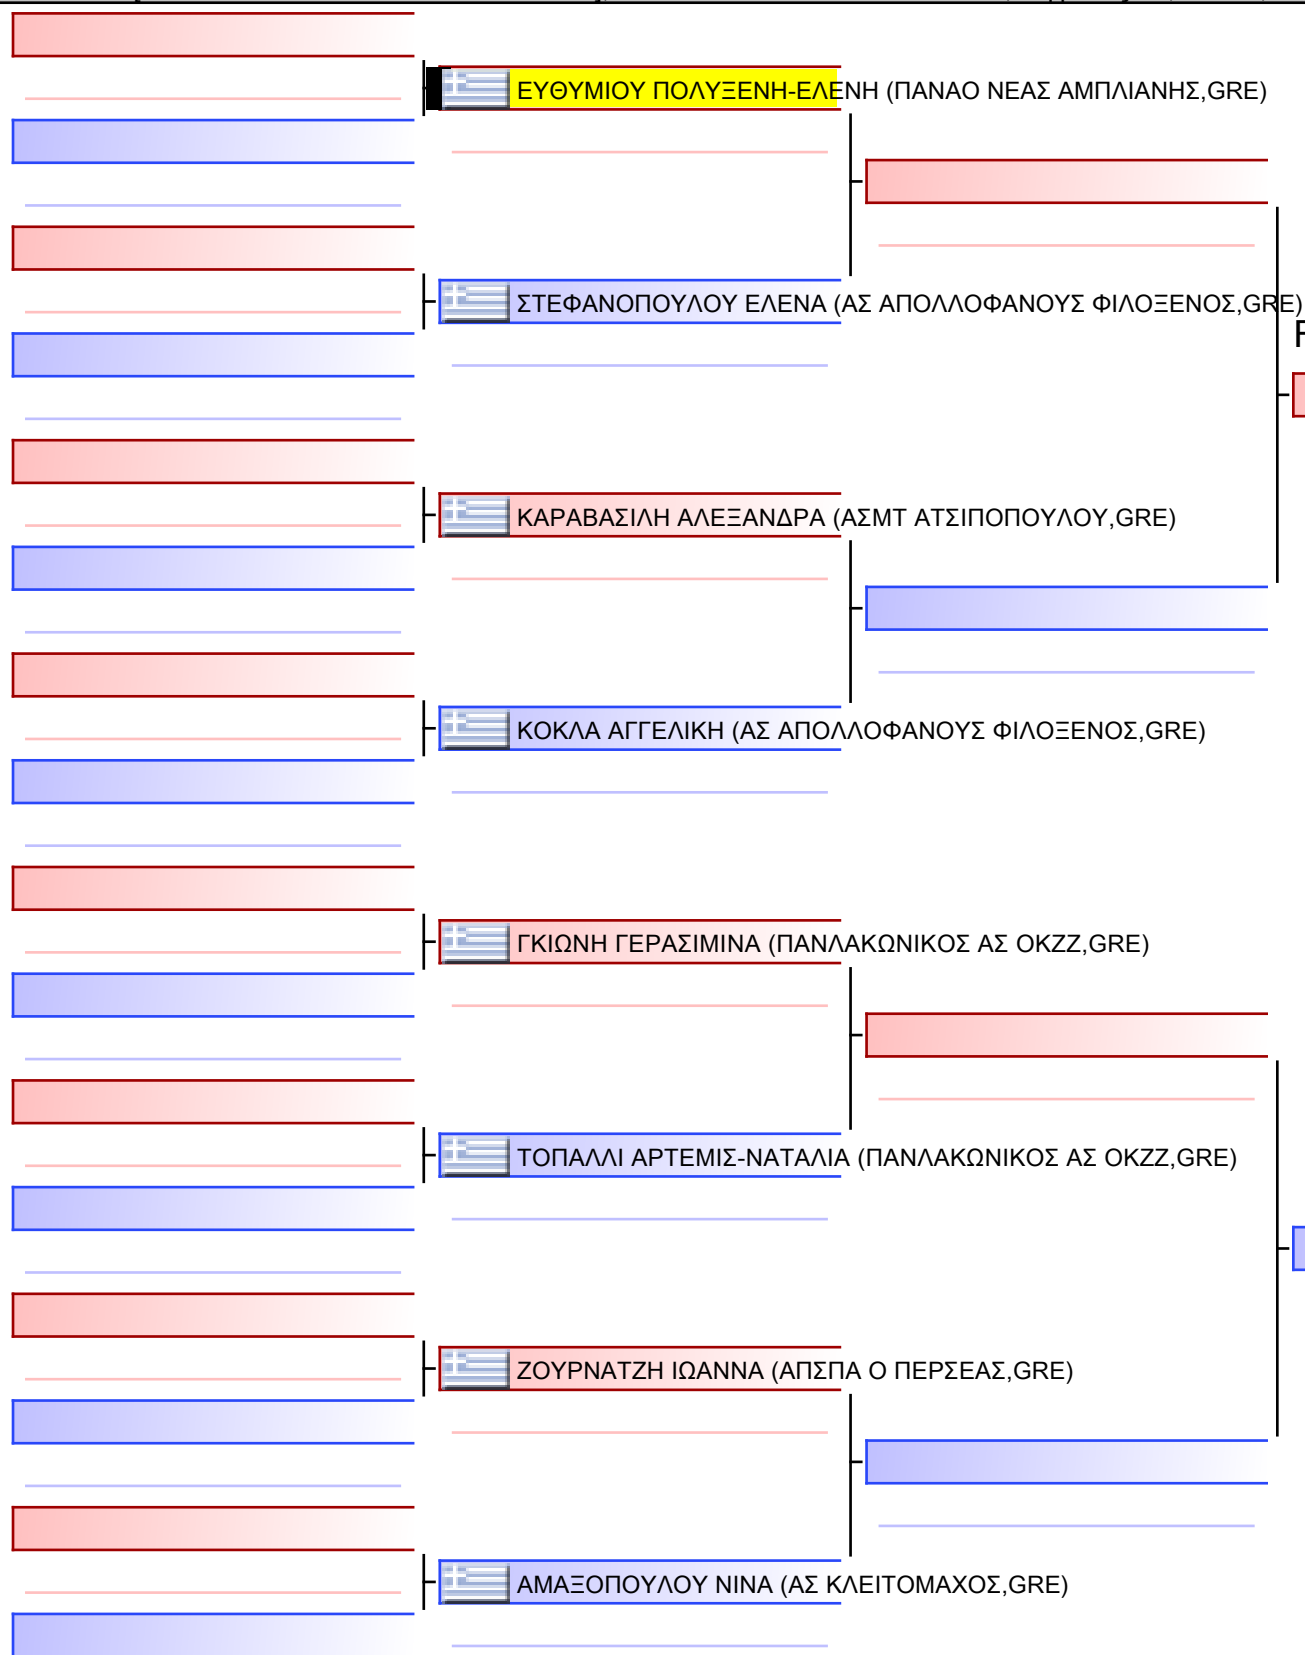 ΕΥΘΥΜΙΟΥ ΠΟΛΥΞΕΝΗ-ΕΛΕΝΗ (ΠΑΝΑΟ ΝΕΑΣ ΑΜΠΛΙΑΝΗΣ,GRE)
ΣΤΕΦΑΝΟΠΟΥΛΟΥ ΕΛΕΝΑ (ΑΣ ΑΠΟΛΛΟΦΑΝΟΥΣ ΦΙΛΟΞΕΝΟΣ,GRE)
ΚΑΡΑΒΑΣΙΛΗ ΑΛΕΞΑΝΔΡΑ (ΑΣΜΤ ΑΤΣΙΠΟΠΟΥΛΟΥ,GRE)
ΚΟΚΛΑ ΑΓΓΕΛΙΚΗ (ΑΣ ΑΠΟΛΛΟΦΑΝΟΥΣ ΦΙΛΟΞΕΝΟΣ,GRE)
ΓΚΙΩΝΗ ΓΕΡΑΣΙΜΙΝΑ (ΠΑΝΛΑΚΩΝΙΚΟΣ ΑΣ ΟΚΖΖ,GRE)
ΤΟΠΑΛΛΙ ΑΡΤΕΜΙΣ-ΝΑΤΑΛΙΑ (ΠΑΝΛΑΚΩΝΙΚΟΣ ΑΣ ΟΚΖΖ,GRE)
ΖΟΥΡΝΑΤΖΗ ΙΩΑΝΝΑ (ΑΠΣΠΑ Ο ΠΕΡΣΕΑΣ,GRE)
ΑΜΑΞΟΠΟΥΛΟΥ ΝΙΝΑ (ΑΣ ΚΛΕΙΤΟΜΑΧΟΣ,GRE)